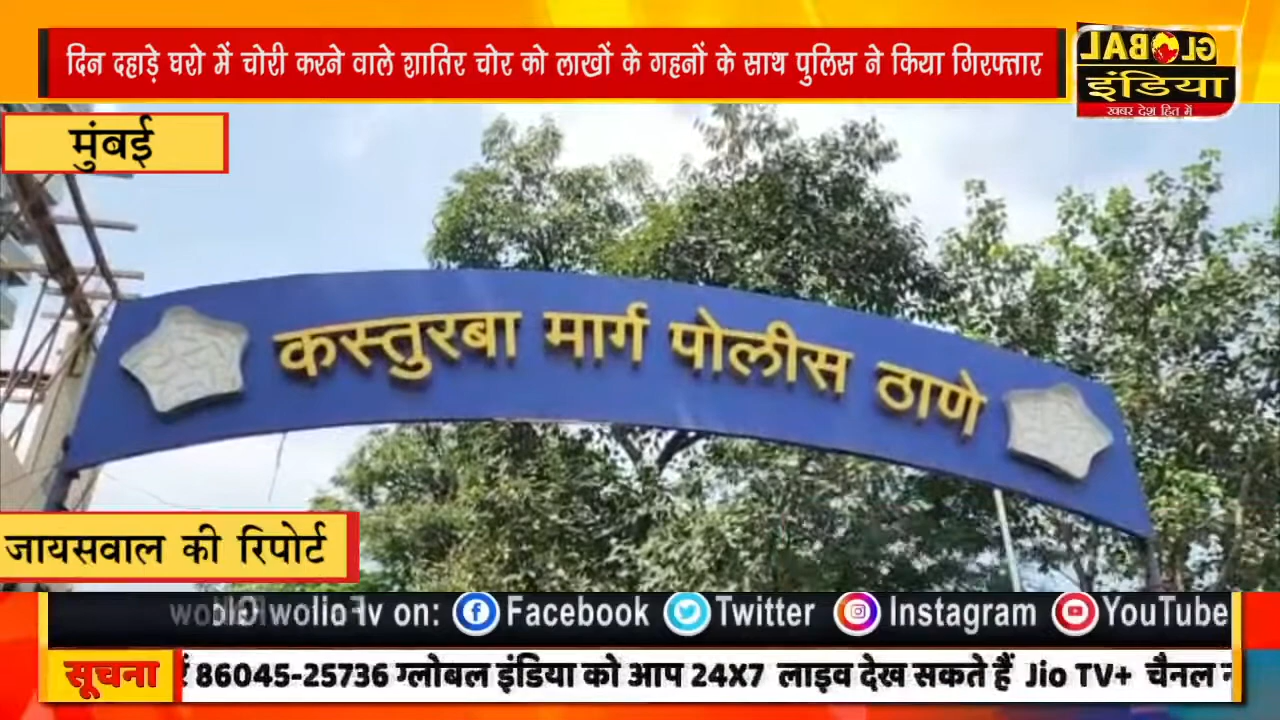 दिन दहाड़े घरो में चोरी करने वाले शातिर चोर को लाखों के गहनों के साथ पुलिस ने किया गिरफ्तार
GLOBAL
इंडिया
खबर देश हित में
मुंबई
कस्तुरबा मार्ग पोलीस ठाणे
जायसवाल की रिपोर्ट
on: Facebook Twitter Instagram YouTube
सूचना
86045-25736 ग्लोबल इंडिया को आप 24X7 लाइव देख सकते हैं Jio TV+ चैनल